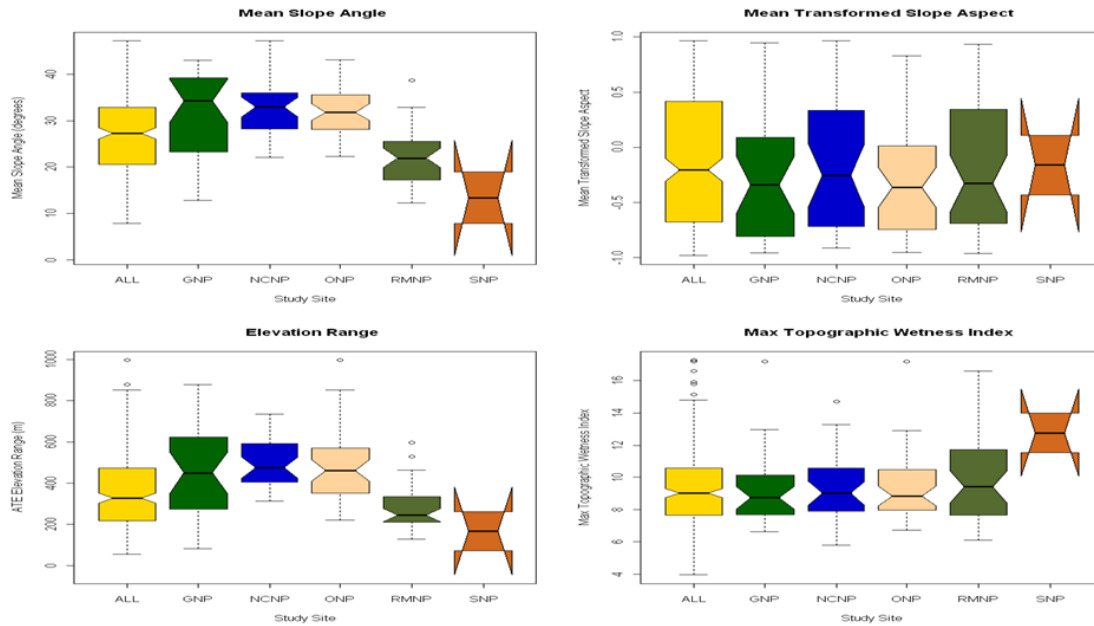 Mean Slope Angle
Mean Slope Angle (degrees)
40
30
20
10
0
ALL GNP NCNP ONP RMNP SNP
Study Site
Mean Transformed Slope Aspect
Mean Transformed Slope Aspect
1.0
0.5
0.0
-0.5
-1.0
ALL GNP NCNP ONP RMNP SNP
Study Site
Elevation Range
ATE Elevation Range (m)
1000
800
600
400
200
0
ALL GNP NCNP ONP RMNP SNP
Study Site
Max Topographic Wetness Index
Max Topographic Wetness Index
16
14
12
10
8
6
4
ALL GNP NCNP ONP RMNP SNP
Study Site